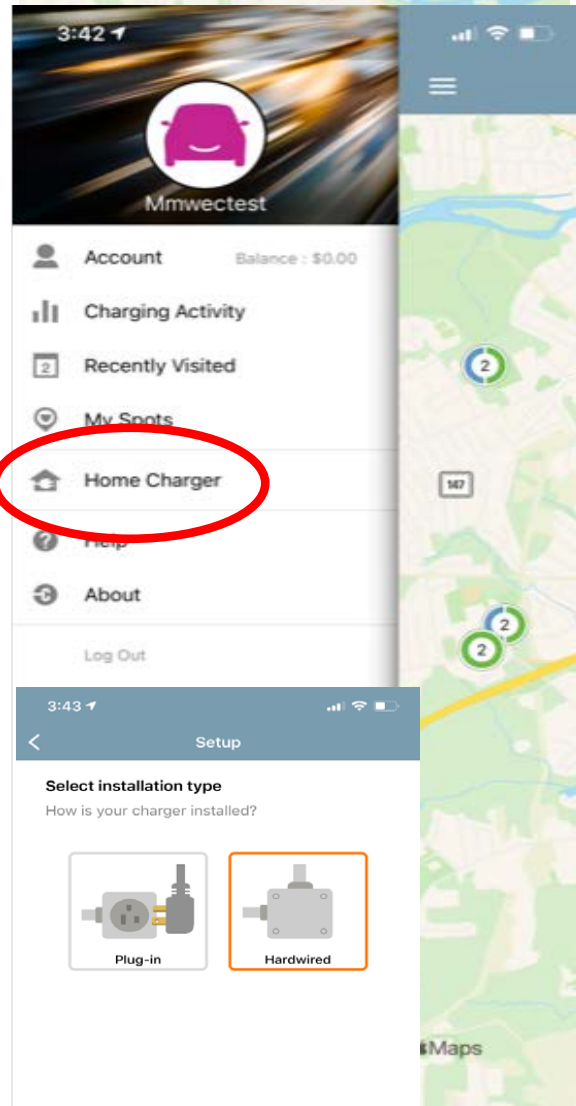 3:42
Mmwectest
Account Balance : $0.00
Charging Activity
2 Recently Visited
My Spots
Home Charger
Help
About
Log Out
2
147
2
2
3:43
Setup
Select installation type
How is your charger installed?
Plug-in Hardwired
Maps